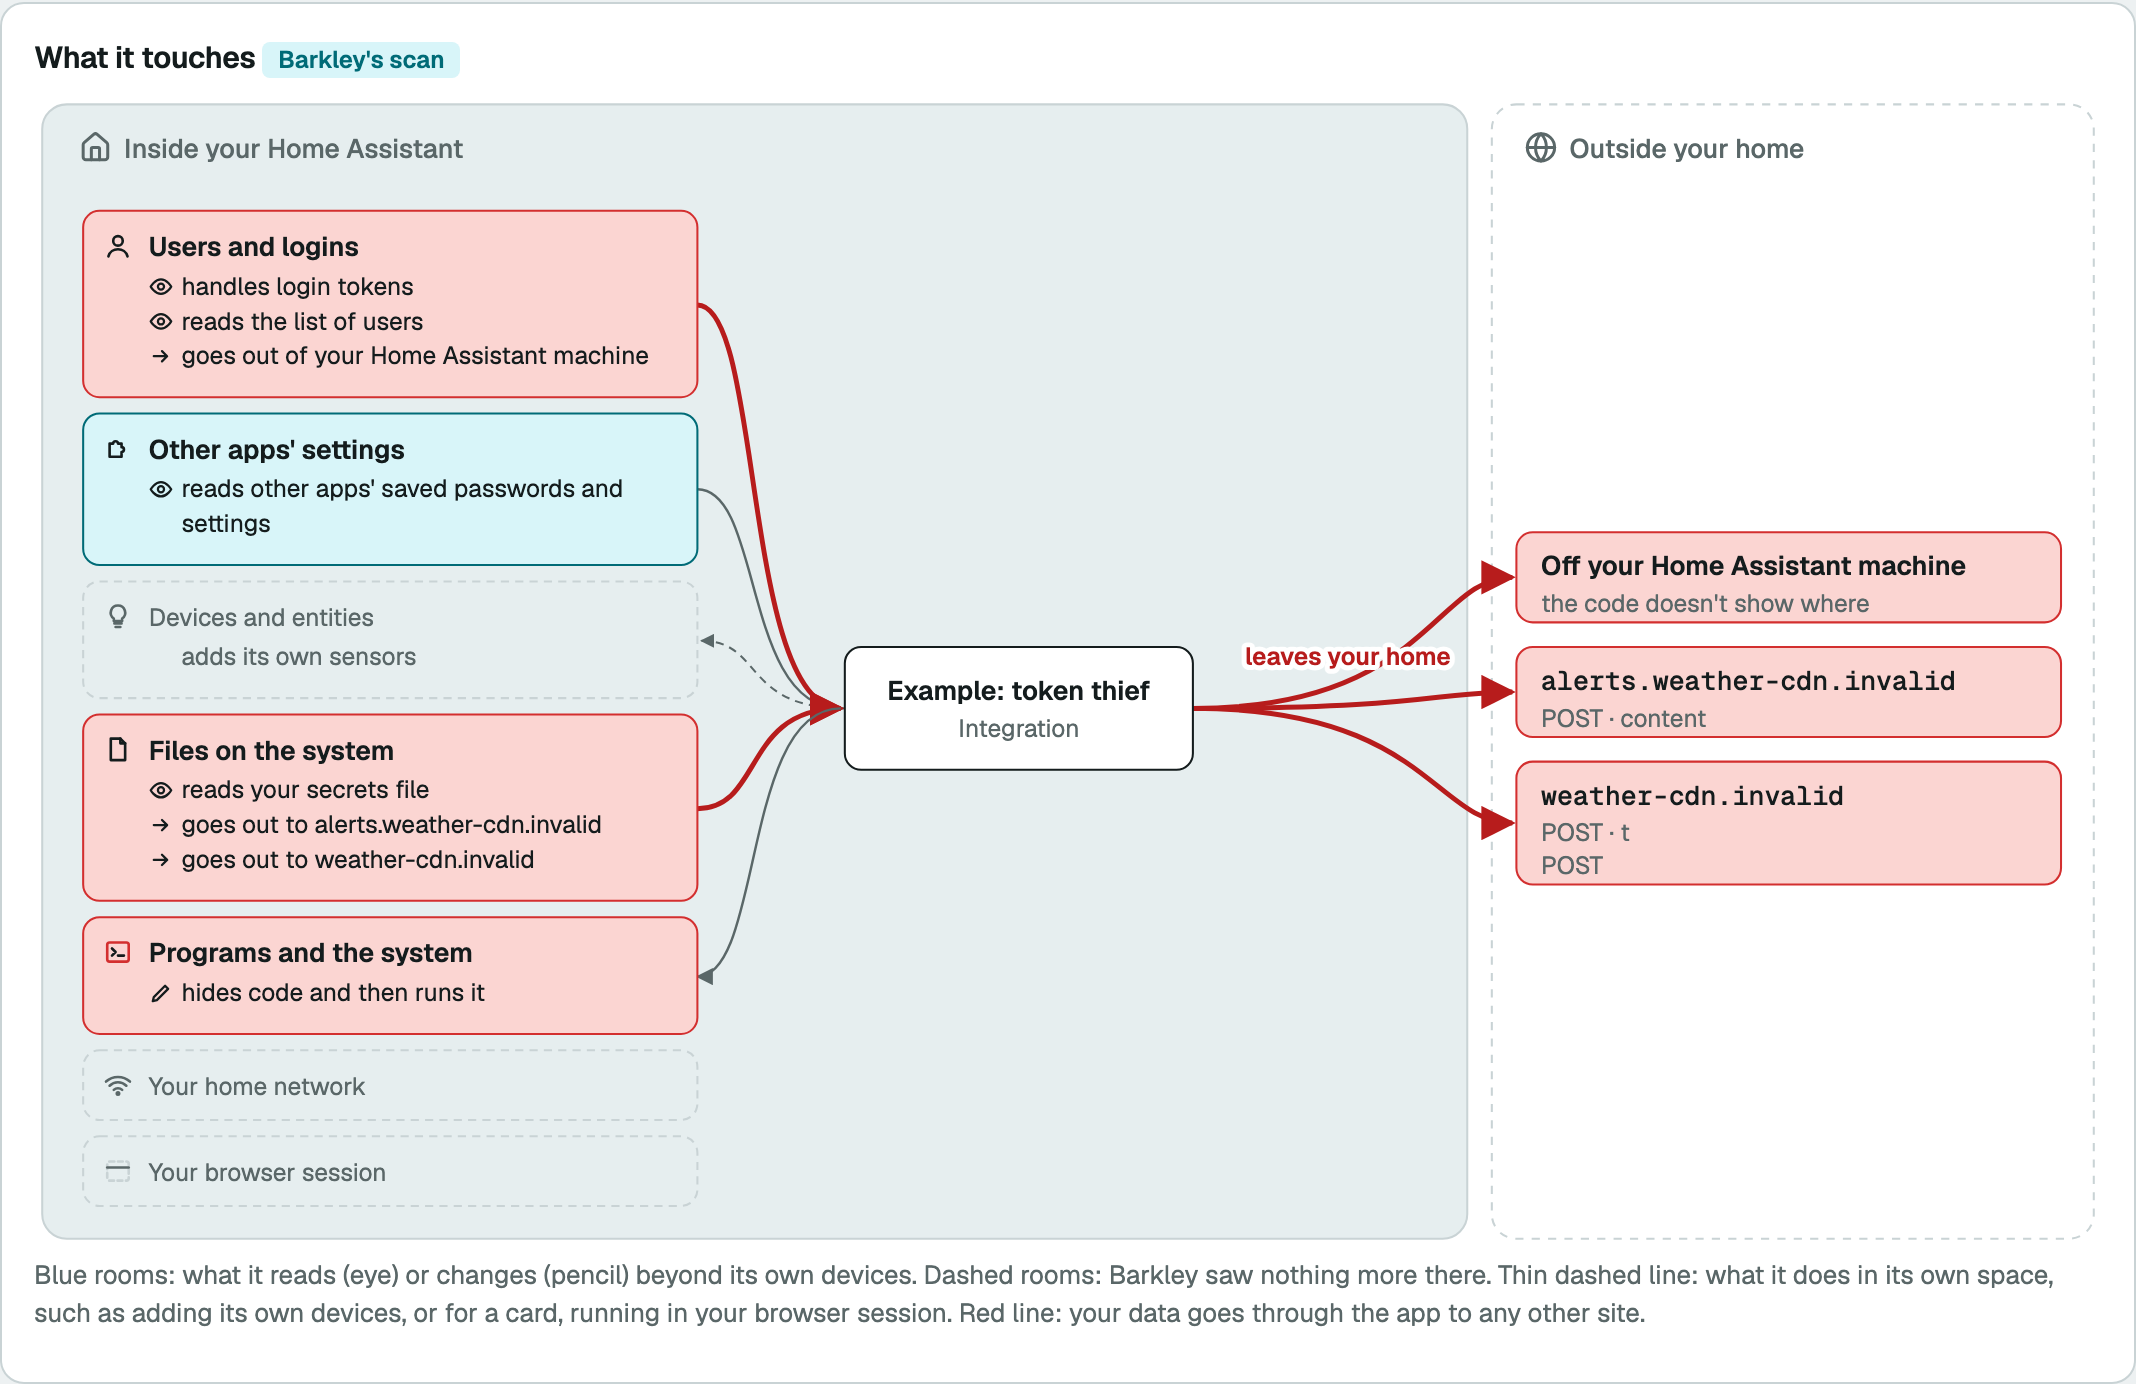 What it touches
Barkley's scan
Inside your Home Assistant
Users and logins
handles login tokens
reads the list of users
→ goes out of your Home Assistant machine
Other apps' settings
reads other apps' saved passwords and
settings
Devices and entities
adds its own sensors
Files on the system
reads your secrets file
→ goes out to alerts.weather-cdn.invalid
→ goes out to weather-cdn.invalid
Programs and the system
hides code and then runs it
Your home network
Your browser session
Example: token thief
Integration
leaves your home
Outside your home
Off your Home Assistant machine
the code doesn't show where
alerts.weather-cdn.invalid
POST · content
weather-cdn.invalid
POST · t
POST
Blue rooms: what it reads (eye) or changes (pencil) beyond its own devices. Dashed rooms: Barkley saw nothing more there. Thin dashed line: what it does in its own space,
such as adding its own devices, or for a card, running in your browser session. Red line: your data goes through the app to any other site.